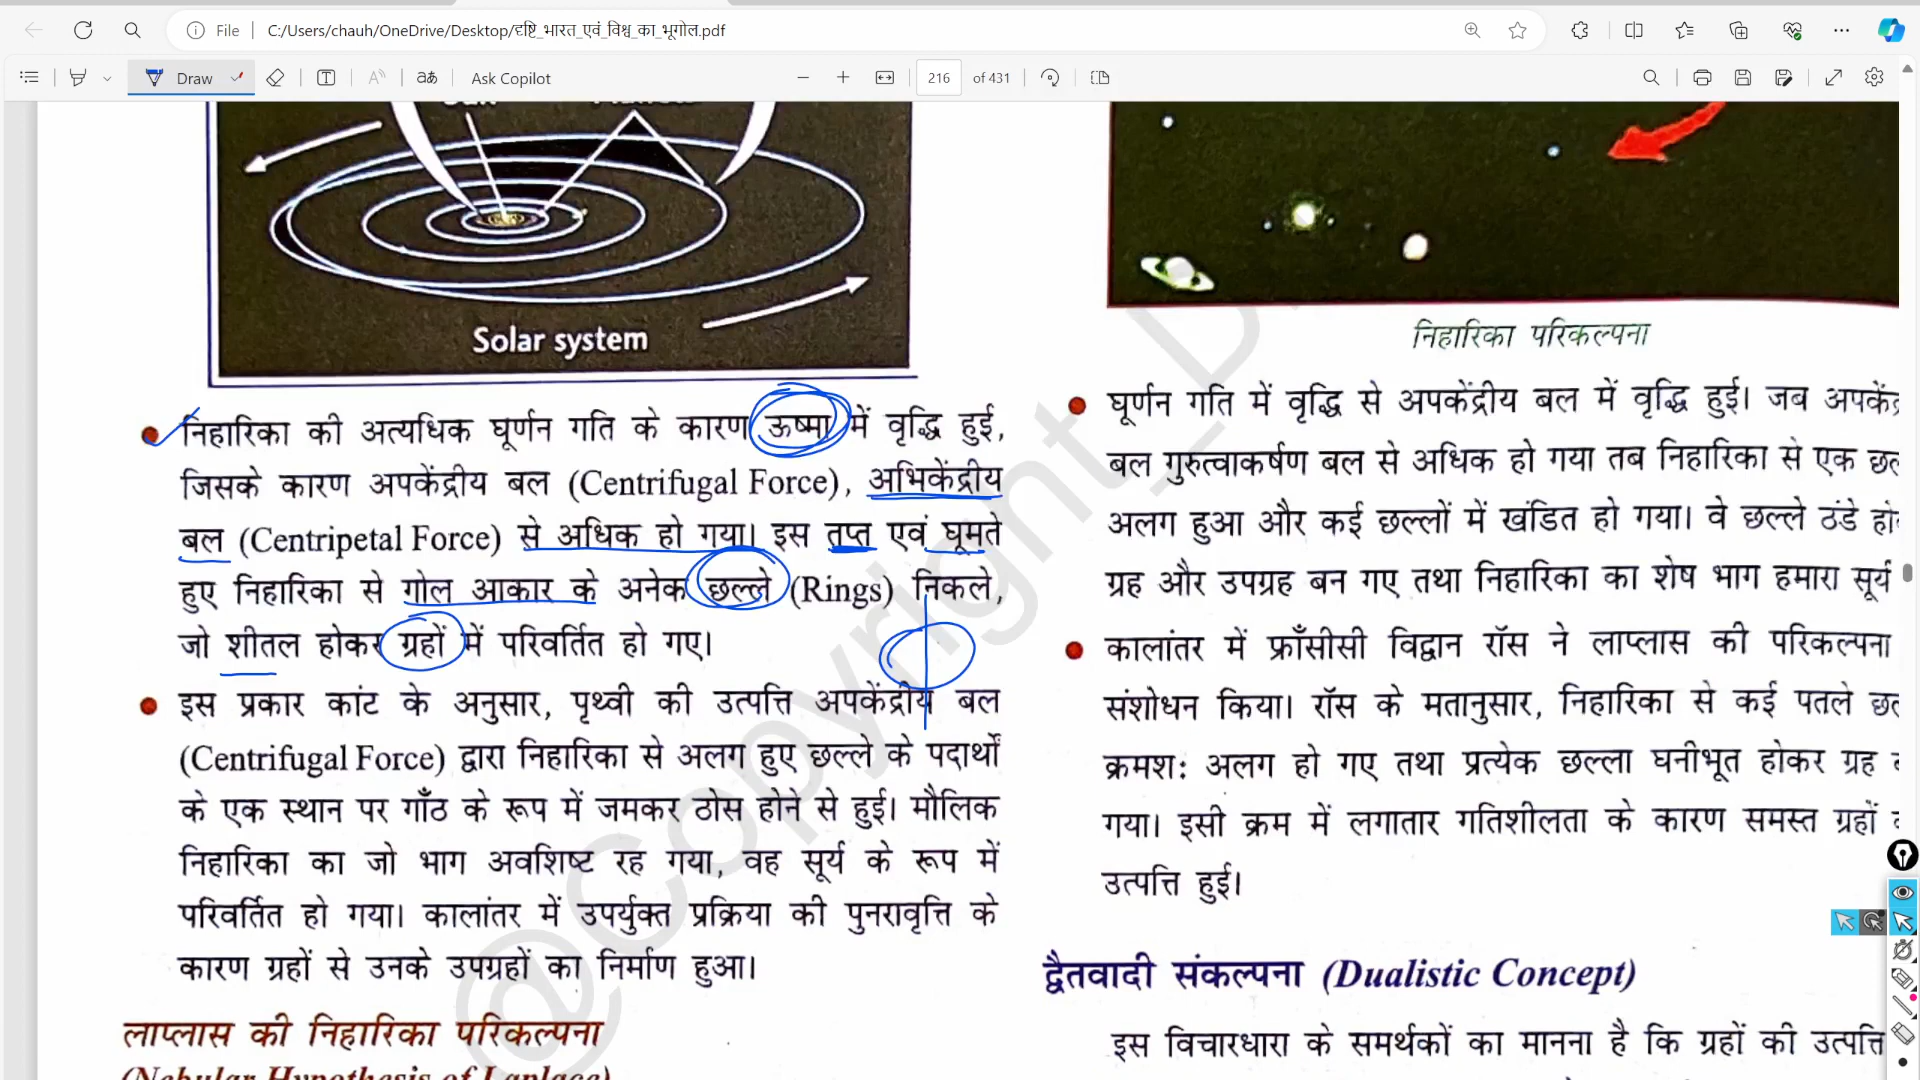 File C:/Users/chauh/OneDrive/Desktop/दृष्टि_भारत_एवं_विश्व_का_भूगोल.pdf
Draw
Ask Copilot
216 of 431
Solar system
निहारिका की अत्यधिक घूर्णन गति के कारण ऊष्मा में वृद्धि हुई,
जिसके कारण अपकेंद्रीय बल (Centrifugal Force), अभिकेंद्रीय
बल (Centripetal Force) से अधिक हो गया। इस तप्त एवं घूमते
हुए निहारिका से गोल आकार के अनेक छल्ले (Rings) निकले,
जो शीतल होकर ग्रहों में परिवर्तित हो गए।
इस प्रकार कांट के अनुसार, पृथ्वी की उत्पत्ति अपकेंद्रीय बल
(Centrifugal Force) द्वारा निहारिका से अलग हुए छल्ले के पदार्थों
के एक स्थान पर गाँठ के रूप में जमकर ठोस होने से हुई। मौलिक
निहारिका का जो भाग अवशिष्ट रह गया, वह सूर्य के रूप में
परिवर्तित हो गया। कालांतर में उपर्युक्त प्रक्रिया की पुनरावृत्ति के
कारण ग्रहों से उनके उपग्रहों का निर्माण हुआ।
लाप्लास की निहारिका परिकल्पना
(Nebular Hypothesis of Laplace)
निहारिका परिकल्पना
घूर्णन गति में वृद्धि से अपकेंद्रीय बल में वृद्धि हुई। जब
बल गुरुत्वाकर्षण बल से अधिक हो गया तब निहारिका से एक
अलग हुआ और कई छल्लों में खंडित हो गया। वे छल्ले ठंडे
ग्रह और उपग्रह बन गए तथा निहारिका का शेष भाग हमारा सूर्य
कालांतर में फ्राँसीसी विद्वान रॉस ने लाप्लास की परिकल्पना
संशोधन किया। रॉस के मतानुसार, निहारिका से कई पतले
क्रमशः अलग हो गए तथा प्रत्येक छल्ला घनीभूत होकर ग्रह
गया। इसी क्रम में लगातार गतिशीलता के कारण समस्त ग्रहों
उत्पत्ति हुई।
द्वैतवादी संकल्पना (Dualistic Concept)
इस विचारधारा के समर्थकों का मानना है कि ग्रहों की उत्पत्ति